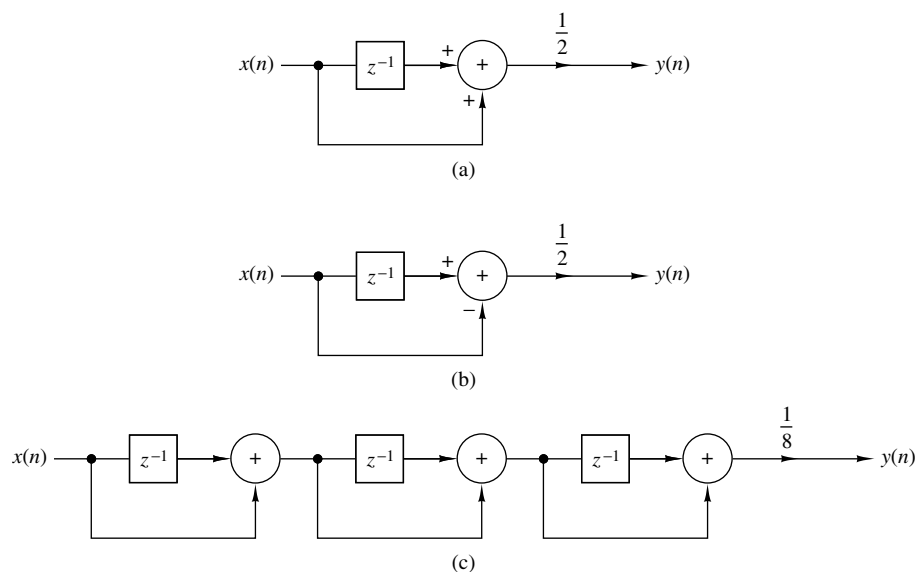 1/2
x(n) z⁻¹ + + y(n)
+
(a)
1/2
x(n) z⁻¹ + + y(n)
−
(b)
1/8
x(n) z⁻¹ + z⁻¹ + z⁻¹ + y(n)
(c)